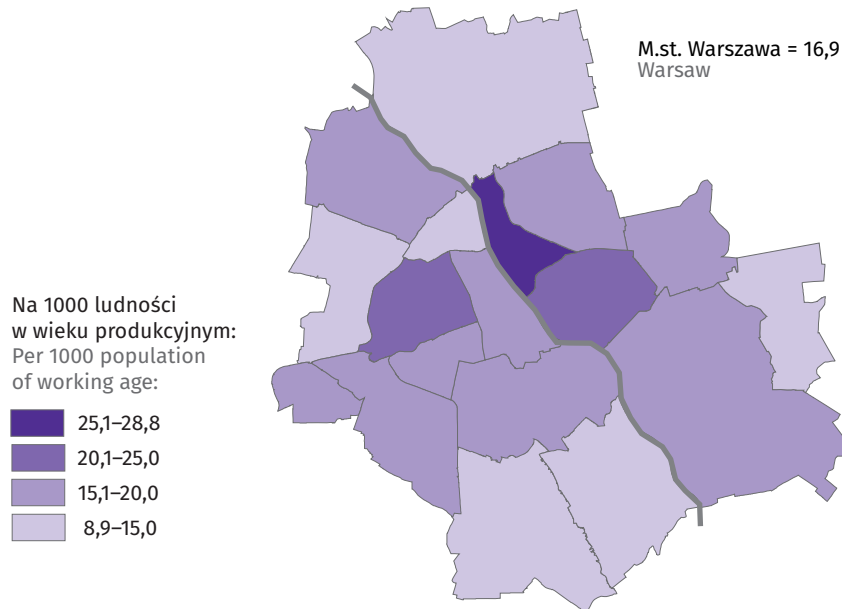 M.st. Warszawa = 16,9
Warsaw
Na 1000 ludności
w wieku produkcyjnym:
Per 1000 population
of working age:
25,1–28,8
20,1–25,0
15,1–20,0
8,9–15,0